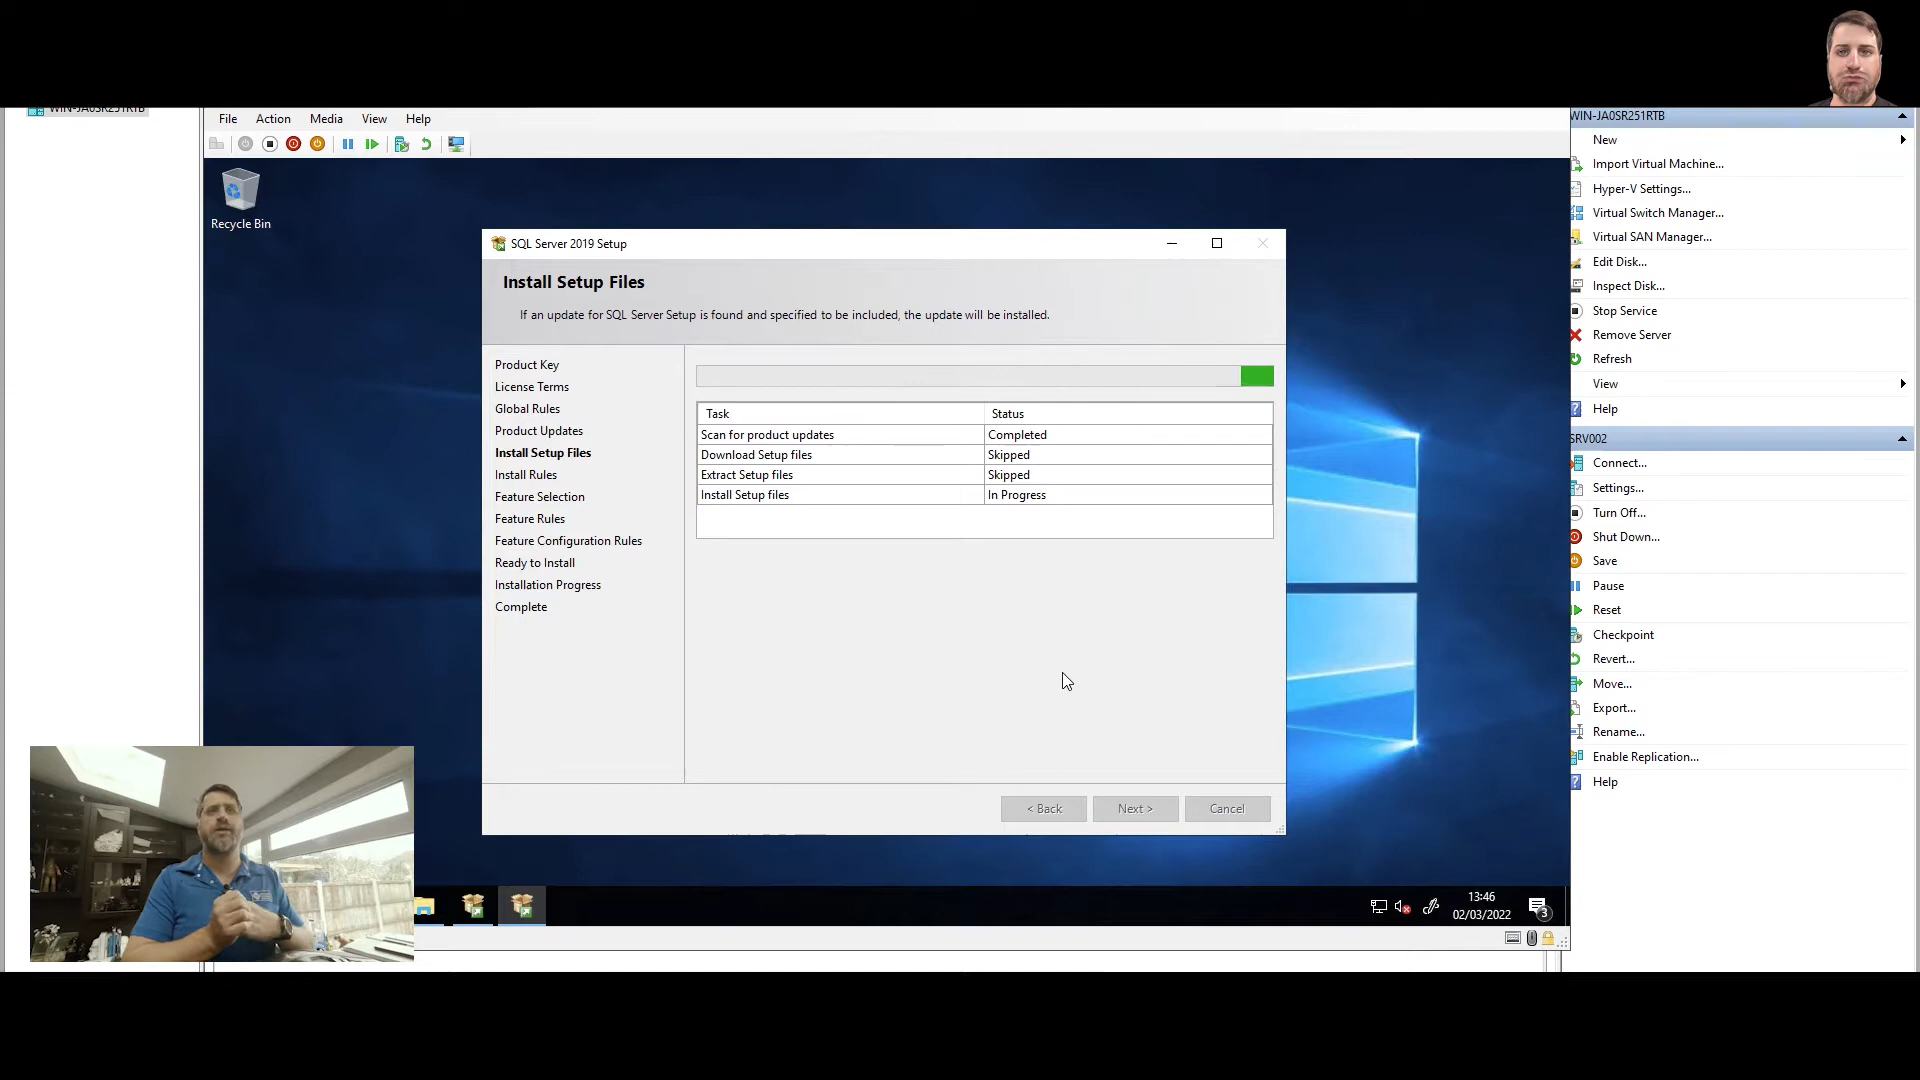 WIN-JA0SR251RTB
File Action Media View Help
Recycle Bin
SQL Server 2019 Setup
Install Setup Files
If an update for SQL Server Setup is found and specified to be included, the update will be installed.
Product Key
License Terms
Global Rules
Product Updates
Install Setup Files
Install Rules
Feature Selection
Feature Rules
Feature Configuration Rules
Ready to Install
Installation Progress
Complete
Task Status
Scan for product updates Completed
Download Setup files Skipped
Extract Setup files Skipped
Install Setup files In Progress
< Back Next > Cancel
13:46
02/03/2022
3
WIN-JA0SR251RTB
New
Import Virtual Machine...
Hyper-V Settings...
Virtual Switch Manager...
Virtual SAN Manager...
Edit Disk...
Inspect Disk...
Stop Service
Remove Server
Refresh
View
Help
SRV002
Connect...
Settings...
Turn Off...
Shut Down...
Save
Pause
Reset
Checkpoint
Revert...
Move...
Export...
Rename...
Enable Replication...
Help